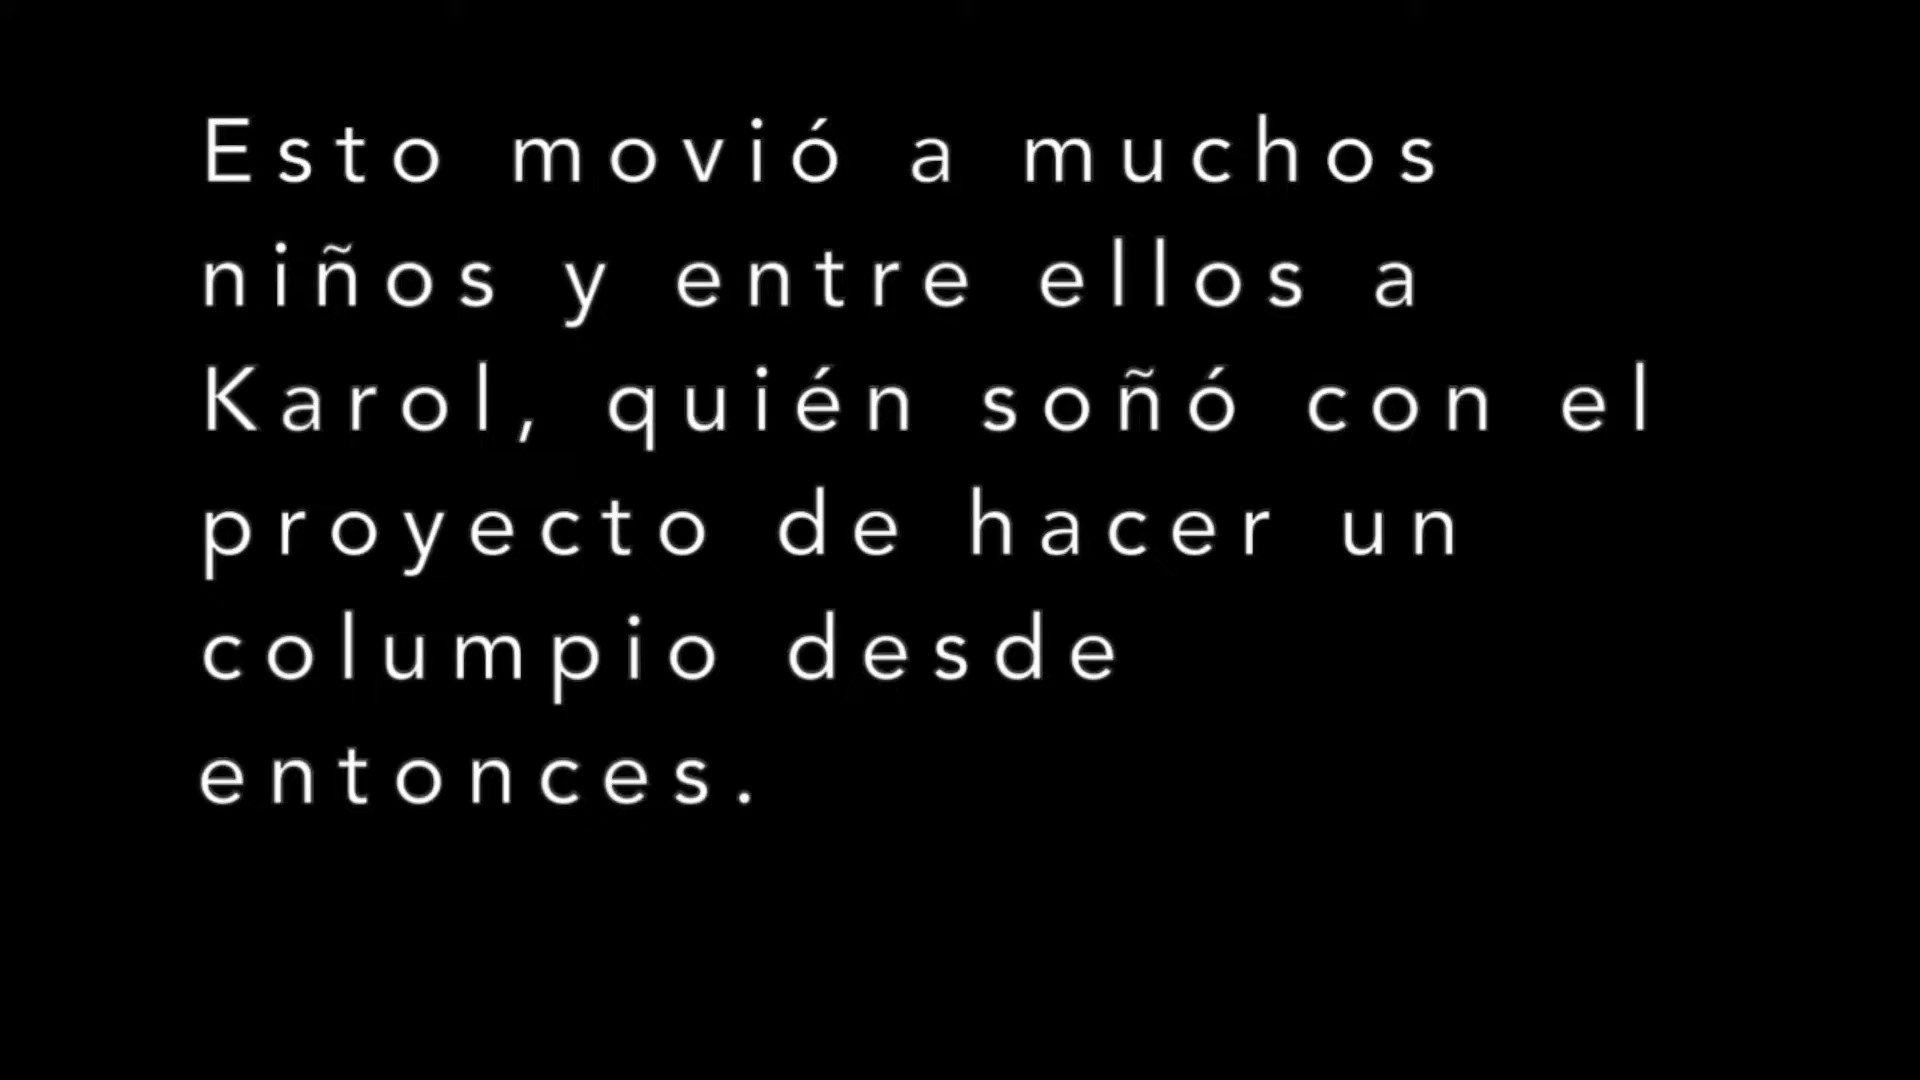 Esto movió a muchos
niños y entre ellos a
Karol, quién soñó con el
proyecto de hacer un
columpio desde
entonces.